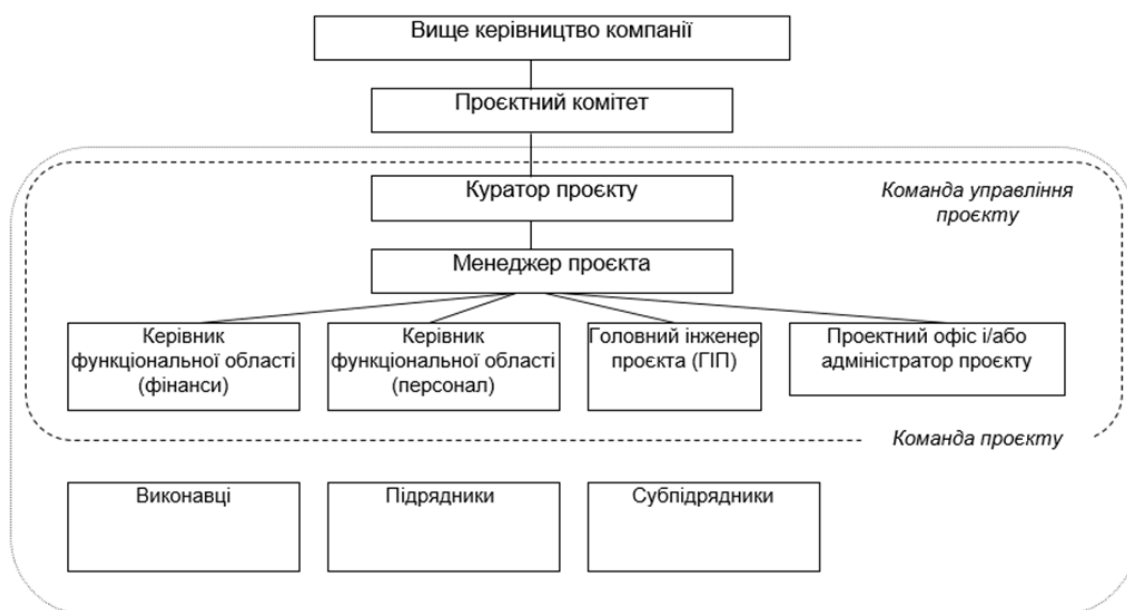 Вище керівництво компанії
Проєктний комітет
Куратор проєкту
Команда управління
проєкту
Менеджер проєкта
Керівник
функціональної області
(фінанси)
Керівник
функціональної області
(персонал)
Головний інженер
проєкта (ГІП)
Проектний офіс і/або
адміністратор проєкту
Команда проєкту
Виконавці
Підрядники
Субпідрядники